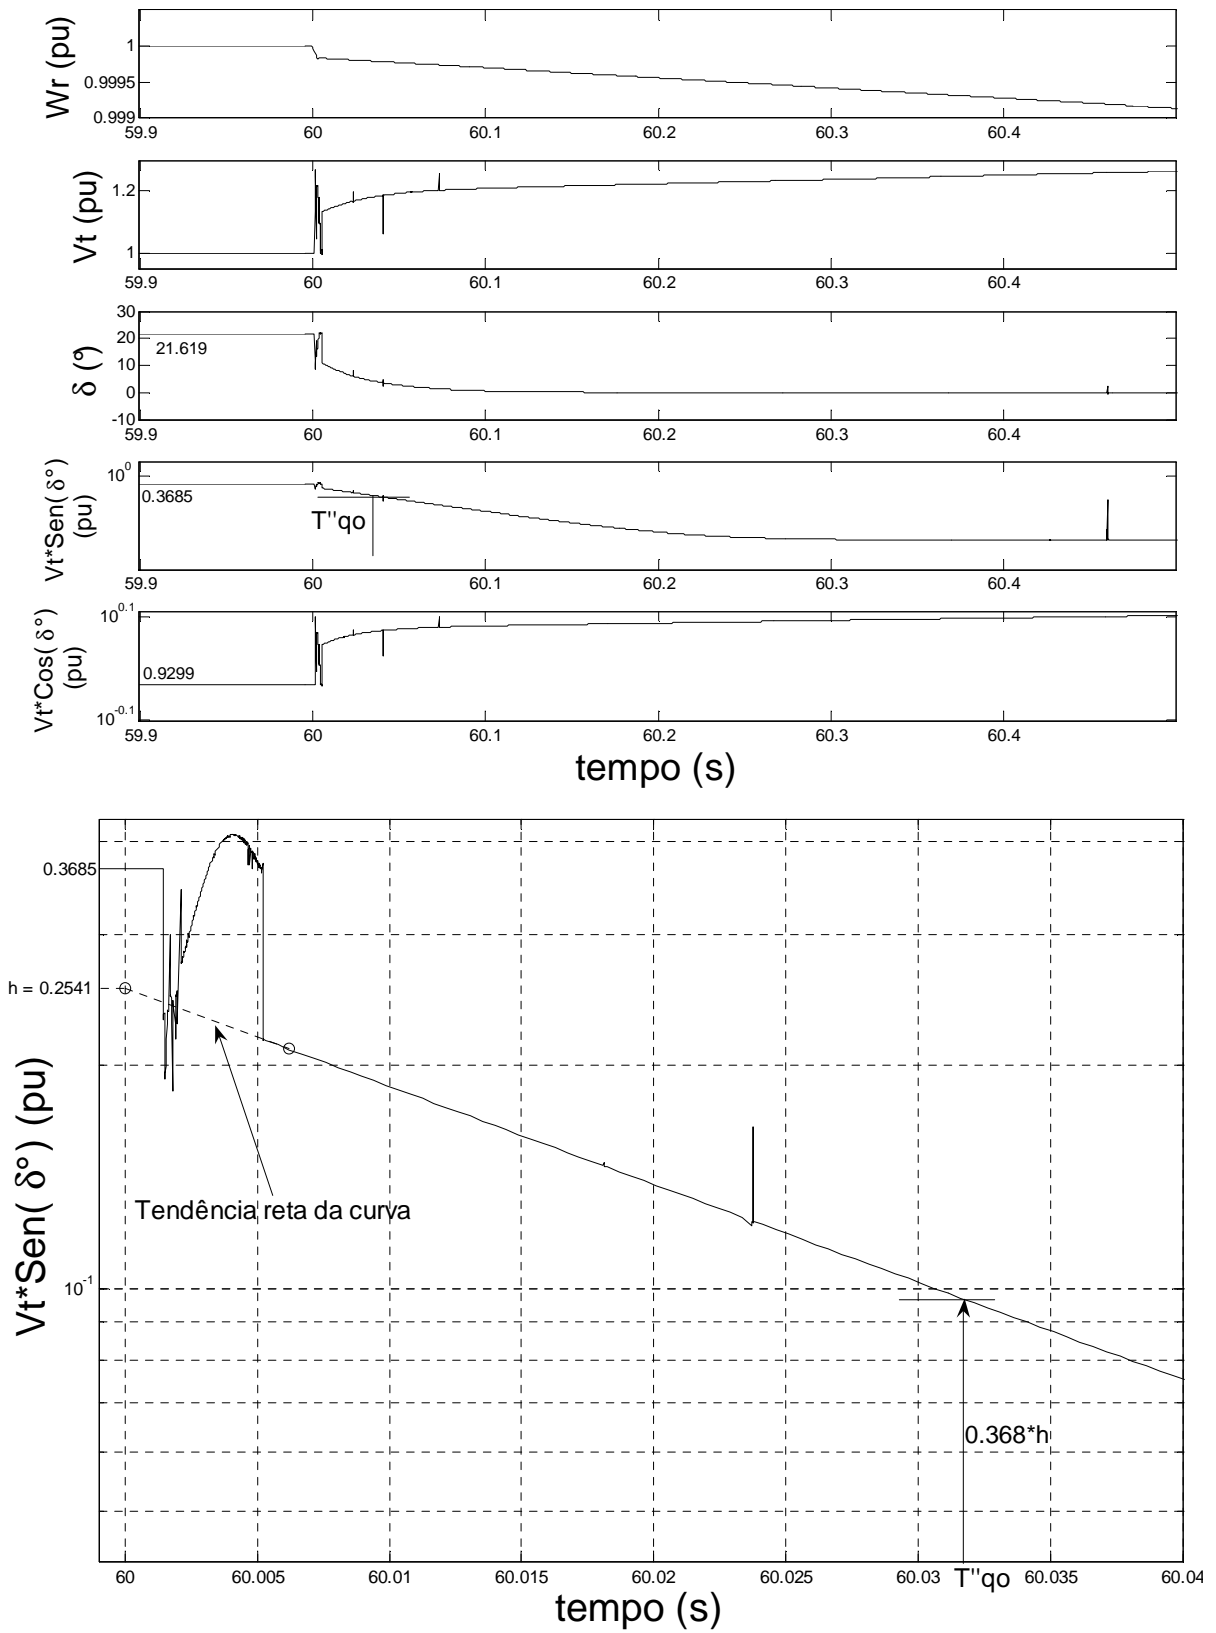 Wr (pu)
1
0.9995
0.999
59.9 60 60.1 60.2 60.3 60.4
Vt (pu)
1.2
1
59.9 60 60.1 60.2 60.3 60.4
δ (°)
30
20
10
0
-10
21.619
59.9 60 60.1 60.2 60.3 60.4
Vt*Sen( δ°)
(pu)
10^0
0.3685
T''qo
59.9 60 60.1 60.2 60.3 60.4
Vt*Cos( δ°)
(pu)
10^0.1
0.9299
10^-0.1
59.9 60 60.1 60.2 60.3 60.4
tempo (s)
Vt*Sen( δ°) (pu)
0.3685
h = 0.2541
Tendência reta da curva
10^-1
0.368*h
60 60.005 60.01 60.015 60.02 60.025 60.03 T''qo 60.035 60.04
tempo (s)